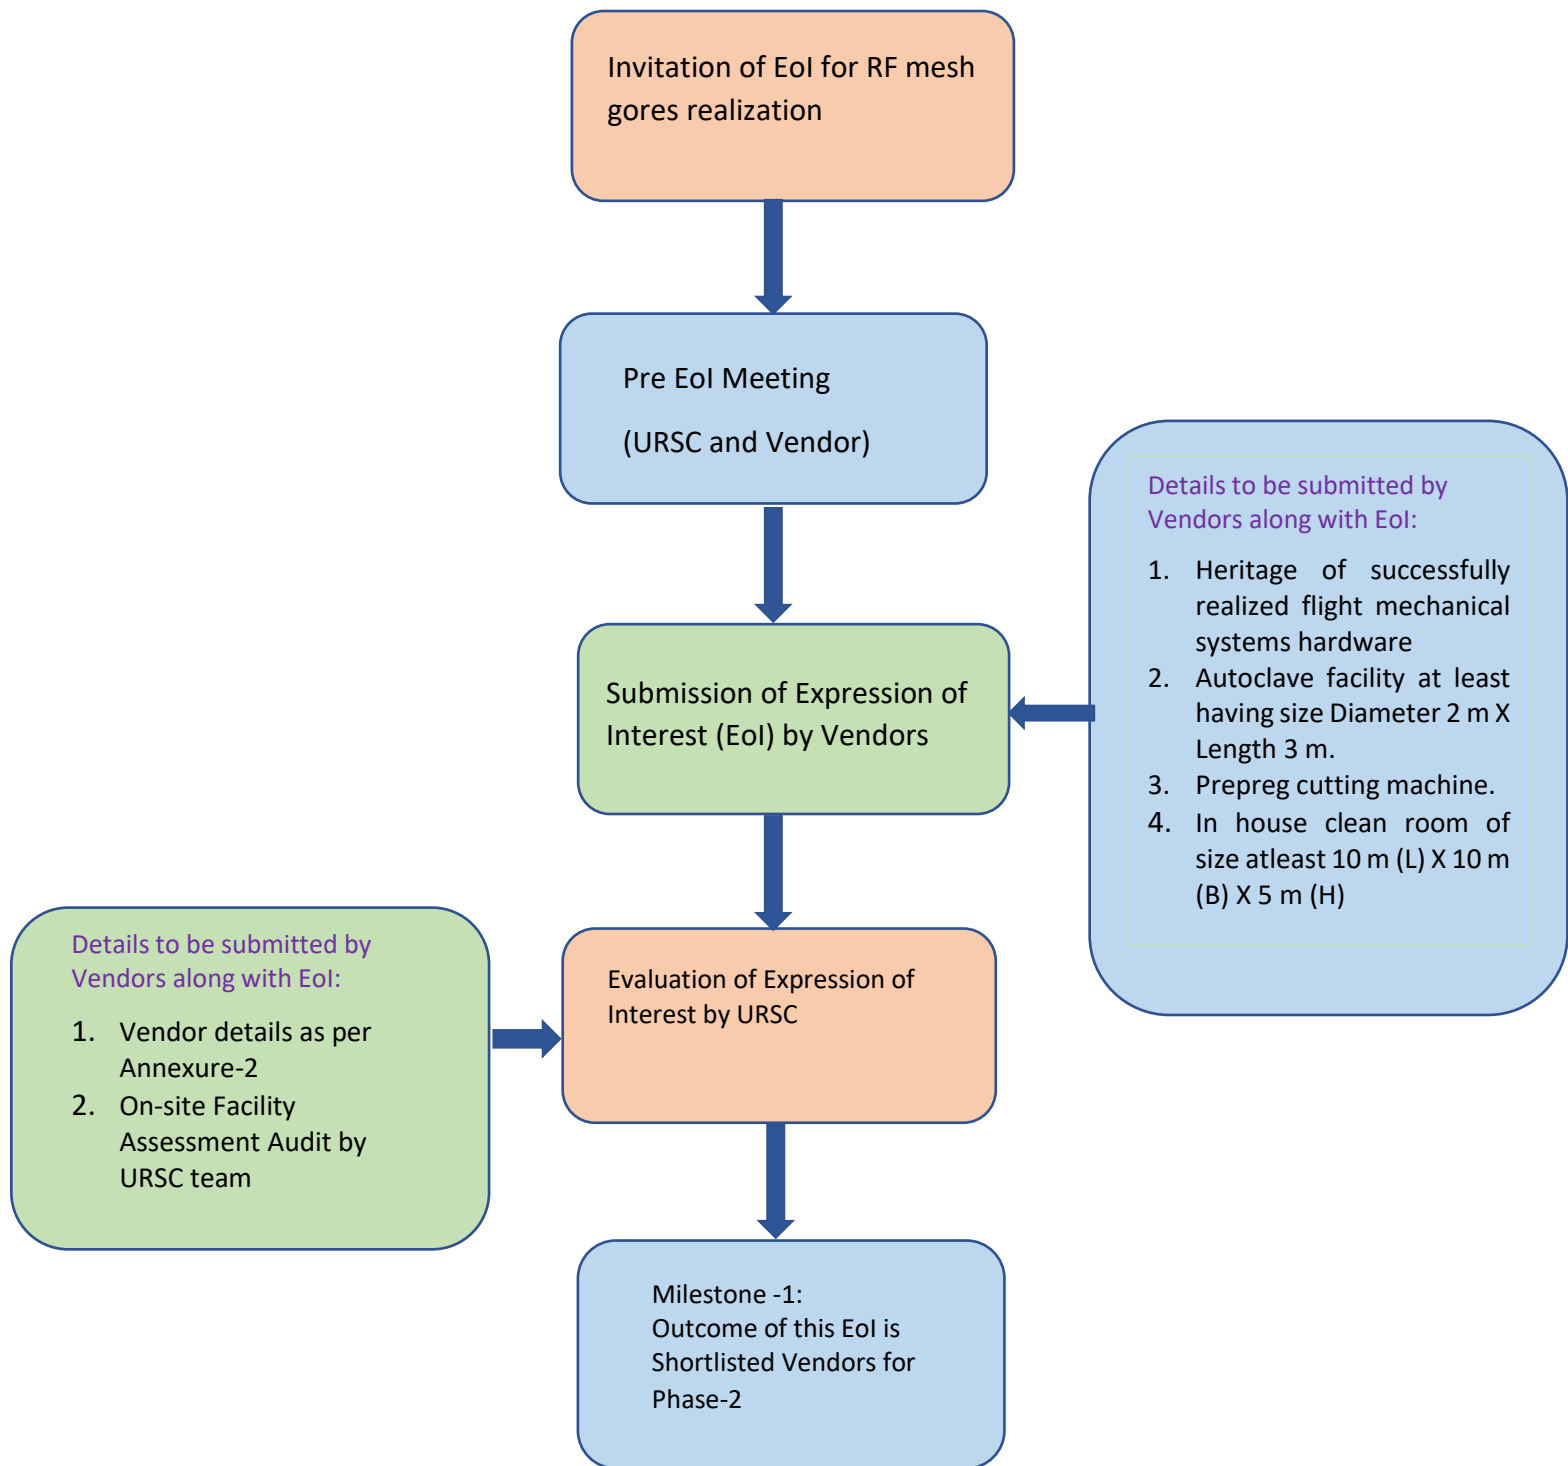 Invitation of EoI for RF mesh
gores realization
Pre EoI Meeting
(URSC and Vendor)
Details to be submitted by
Vendors along with EoI:
1. Heritage of successfully
realized flight mechanical
systems hardware
2. Autoclave facility at least
having size Diameter 2 m X
Length 3 m.
3. Prepreg cutting machine.
4. In house clean room of
size atleast 10 m (L) X 10 m
(B) X 5 m (H)
Submission of Expression of
Interest (EoI) by Vendors
Details to be submitted by
Vendors along with EoI:
1. Vendor details as per
Annexure-2
2. On-site Facility
Assessment Audit by
URSC team
Evaluation of Expression of
Interest by URSC
Milestone -1:
Outcome of this EoI is
Shortlisted Vendors for
Phase-2